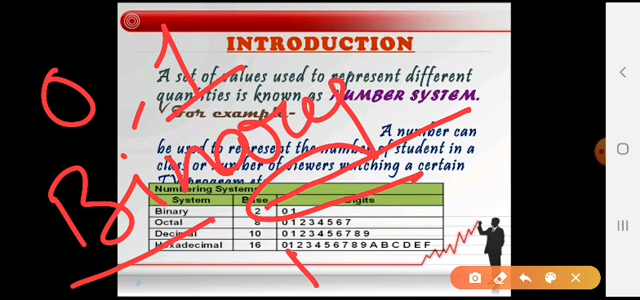 INTRODUCTION
A set of values used to represent different
quantities is known as NUMBER SYSTEM.
For example-
A number can
be used to represent the number of student in a
class or number of viewers watching a certain
TV program etc.
Numbering Systems
System Base Digits
Binary 2 0 1
Octal 8 0 1 2 3 4 5 6 7
Decimal 10 0 1 2 3 4 5 6 7 8 9
Hexadecimal 16 0 1 2 3 4 5 6 7 8 9 A B C D E F
0, 1
Binary